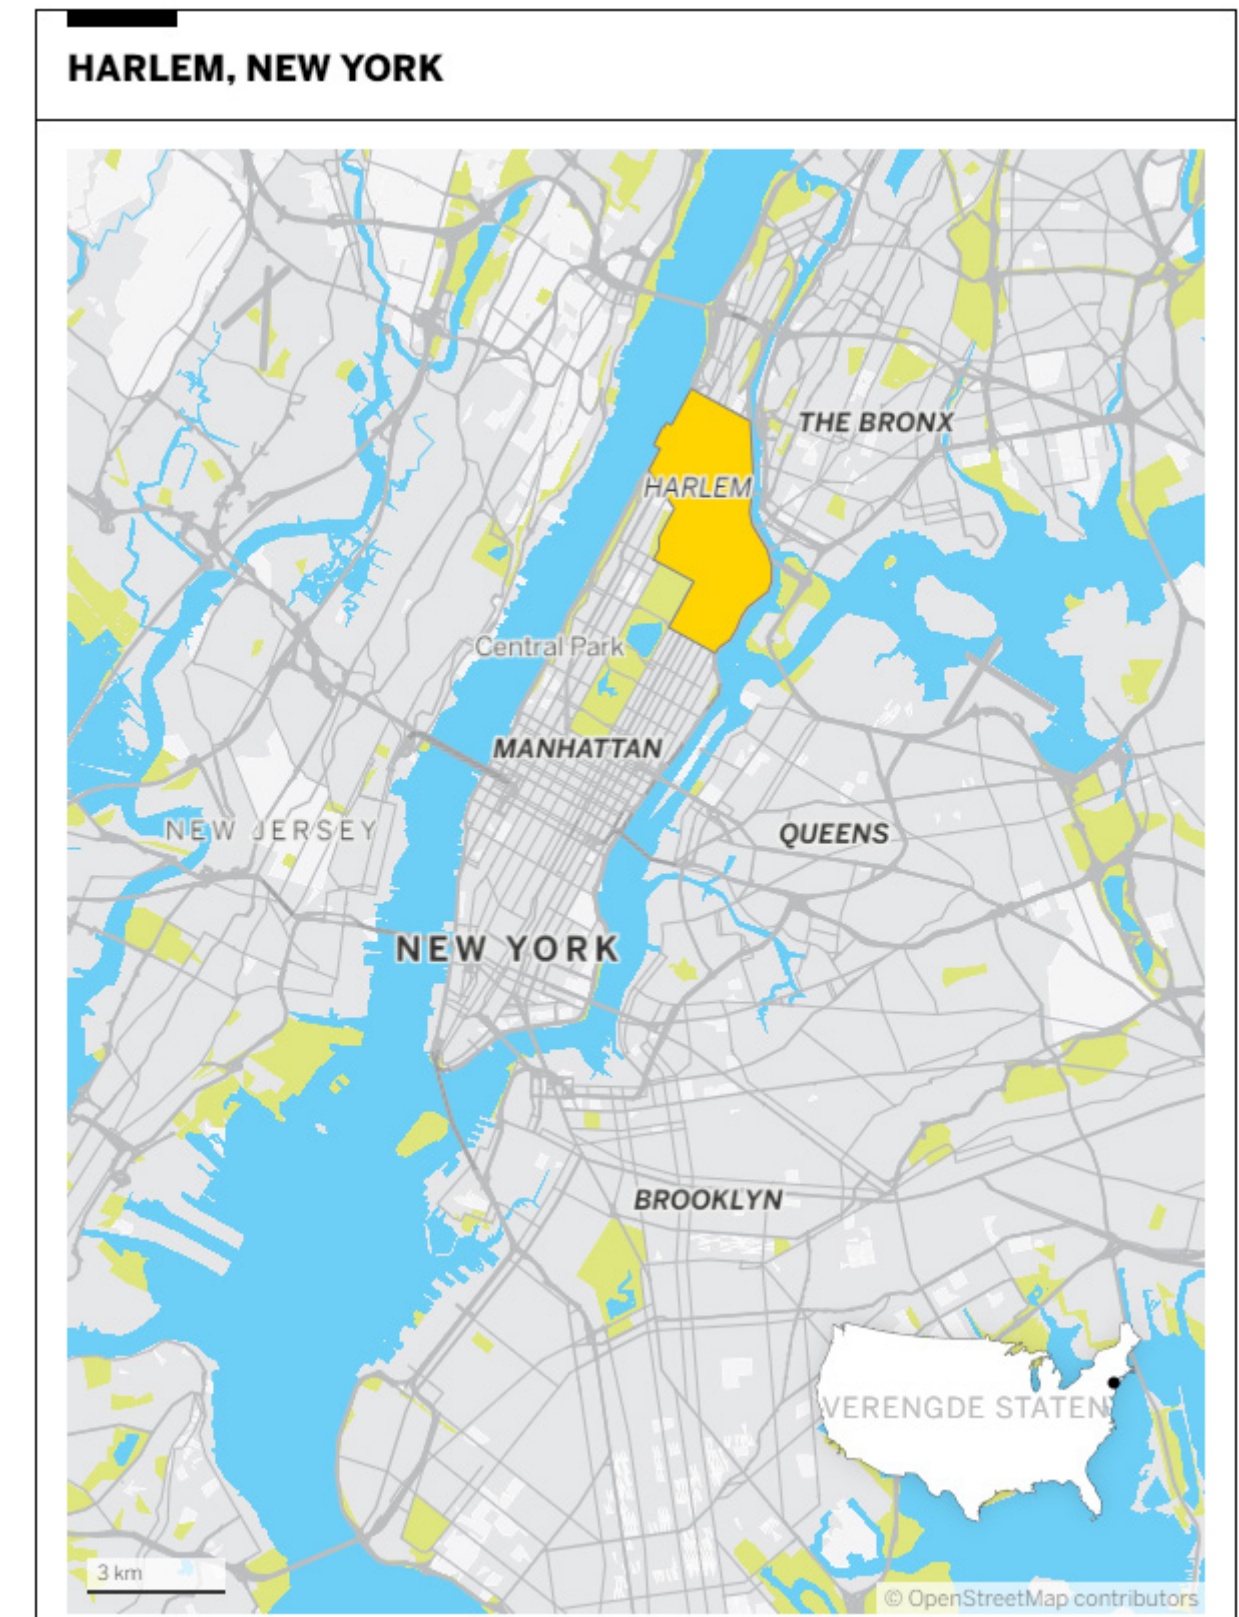 HARLEM, NEW YORK
THE BRONX
HARLEM
Central Park
MANHATTAN
NEW JERSEY
QUEENS
NEW YORK
BROOKLYN
VERENGDE STATEN
3 km
© OpenStreetMap contributors